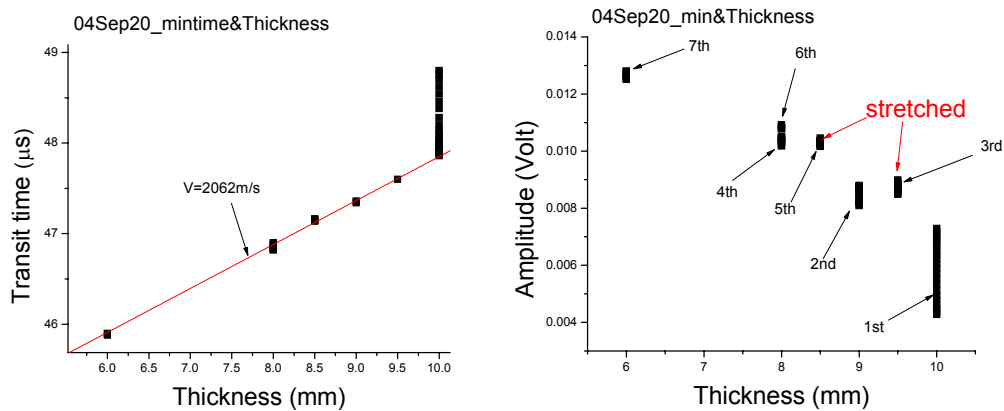 04Sep20_mintime&Thickness
49
48
47
46
Transit time (μs)
V=2062m/s
6.0 6.5 7.0 7.5 8.0 8.5 9.0 9.5 10.0
Thickness (mm)
04Sep20_min&Thickness
0.014
0.012
0.010
0.008
0.006
0.004
Amplitude (Volt)
7th
6th
stretched
3rd
4th
5th
2nd
1st
6 7 8 9 10
Thickness (mm)